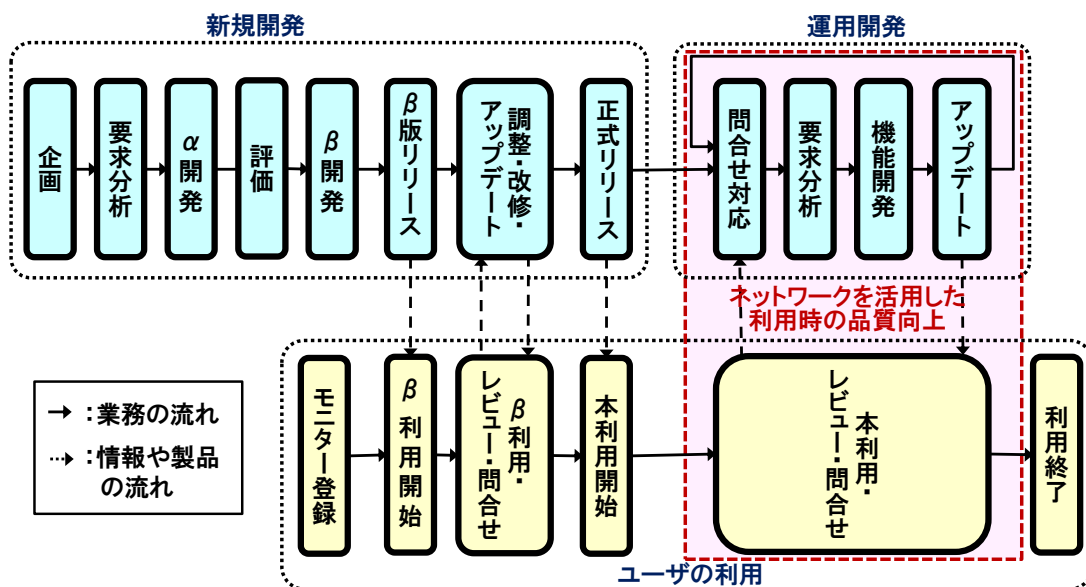 新規開発
運用開発
企画
要求分析
α開発
評価
β開発
β版リリース
調整・改修・
アップデート
正式リリース
問合せ対応
要求分析
機能開発
アップデート
ネットワークを活用した
利用時の品質向上
→：業務の流れ
⇢：情報や製品
の流れ
モニター登録
β利用開始
β利用・
レビュー・問合せ
本利用開始
本利用・
レビュー・問合せ
利用終了
ユーザの利用